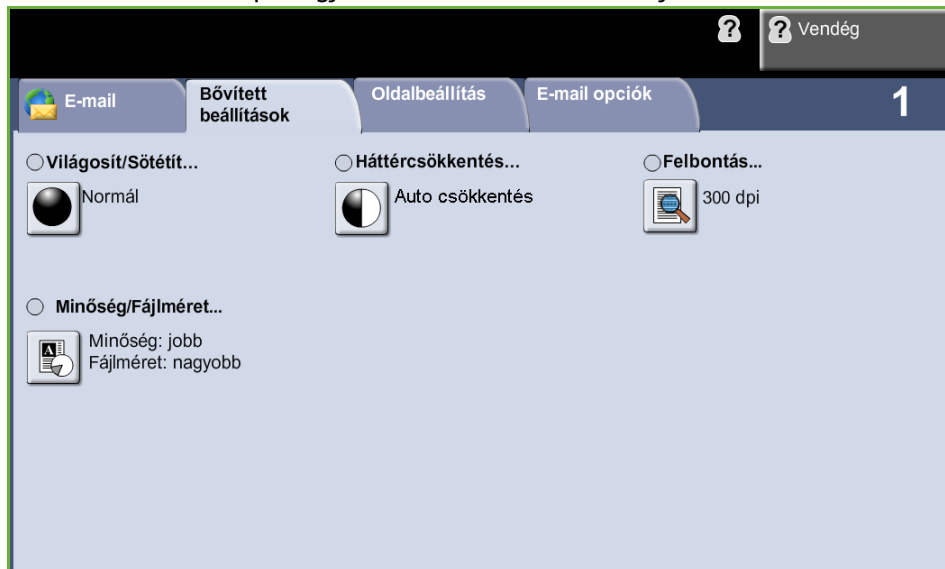 ? ? Vendég
E-mail
Bővített
beállítások
Oldalbeállítás
E-mail opciók
1
Világosít/Sötétít...
Normál
Háttércsökkentés...
Auto csökkentés
Felbontás...
300 dpi
Minőség/Fájlméret...
Minőség: jobb
Fájlméret: nagyobb